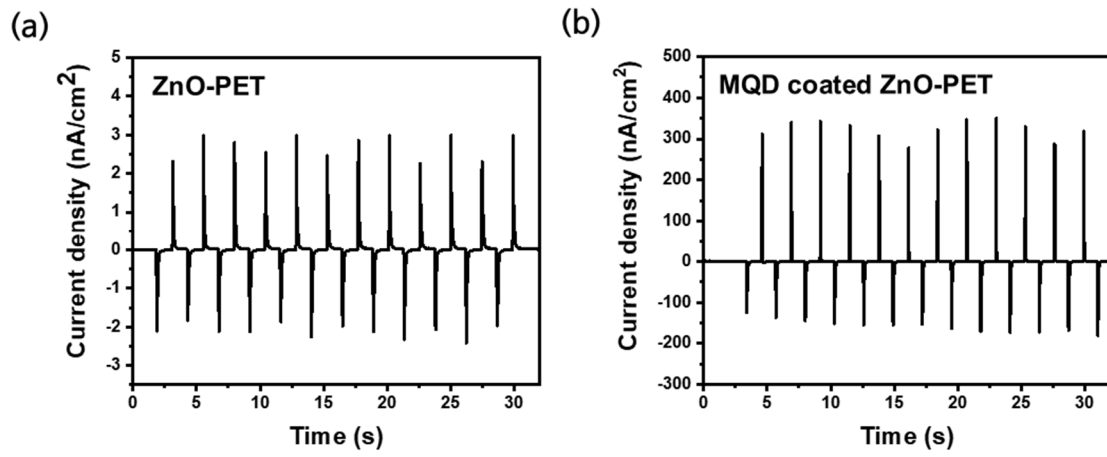 (a)
ZnO-PET
Current density (nA/cm²)
5
4
3
2
1
0
-1
-2
-3
0 5 10 15 20 25 30
Time (s)
(b)
MQD coated ZnO-PET
Current density (nA/cm²)
500
400
300
200
100
0
-100
-200
-300
0 5 10 15 20 25 30
Time (s)